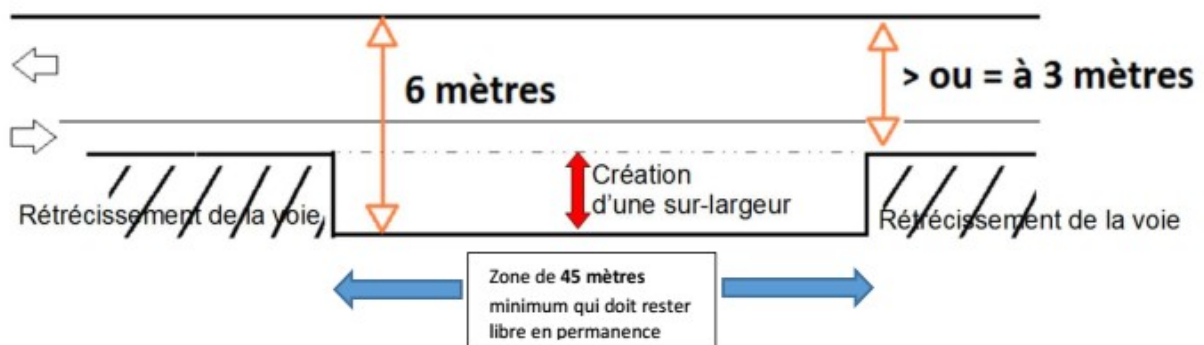 6 mètres
> ou = à 3 mètres
Création
d'une sur-largeur
Rétrécissement de la voie
Rétrécissement de la voie
Zone de 45 mètres
minimum qui doit rester
libre en permanence